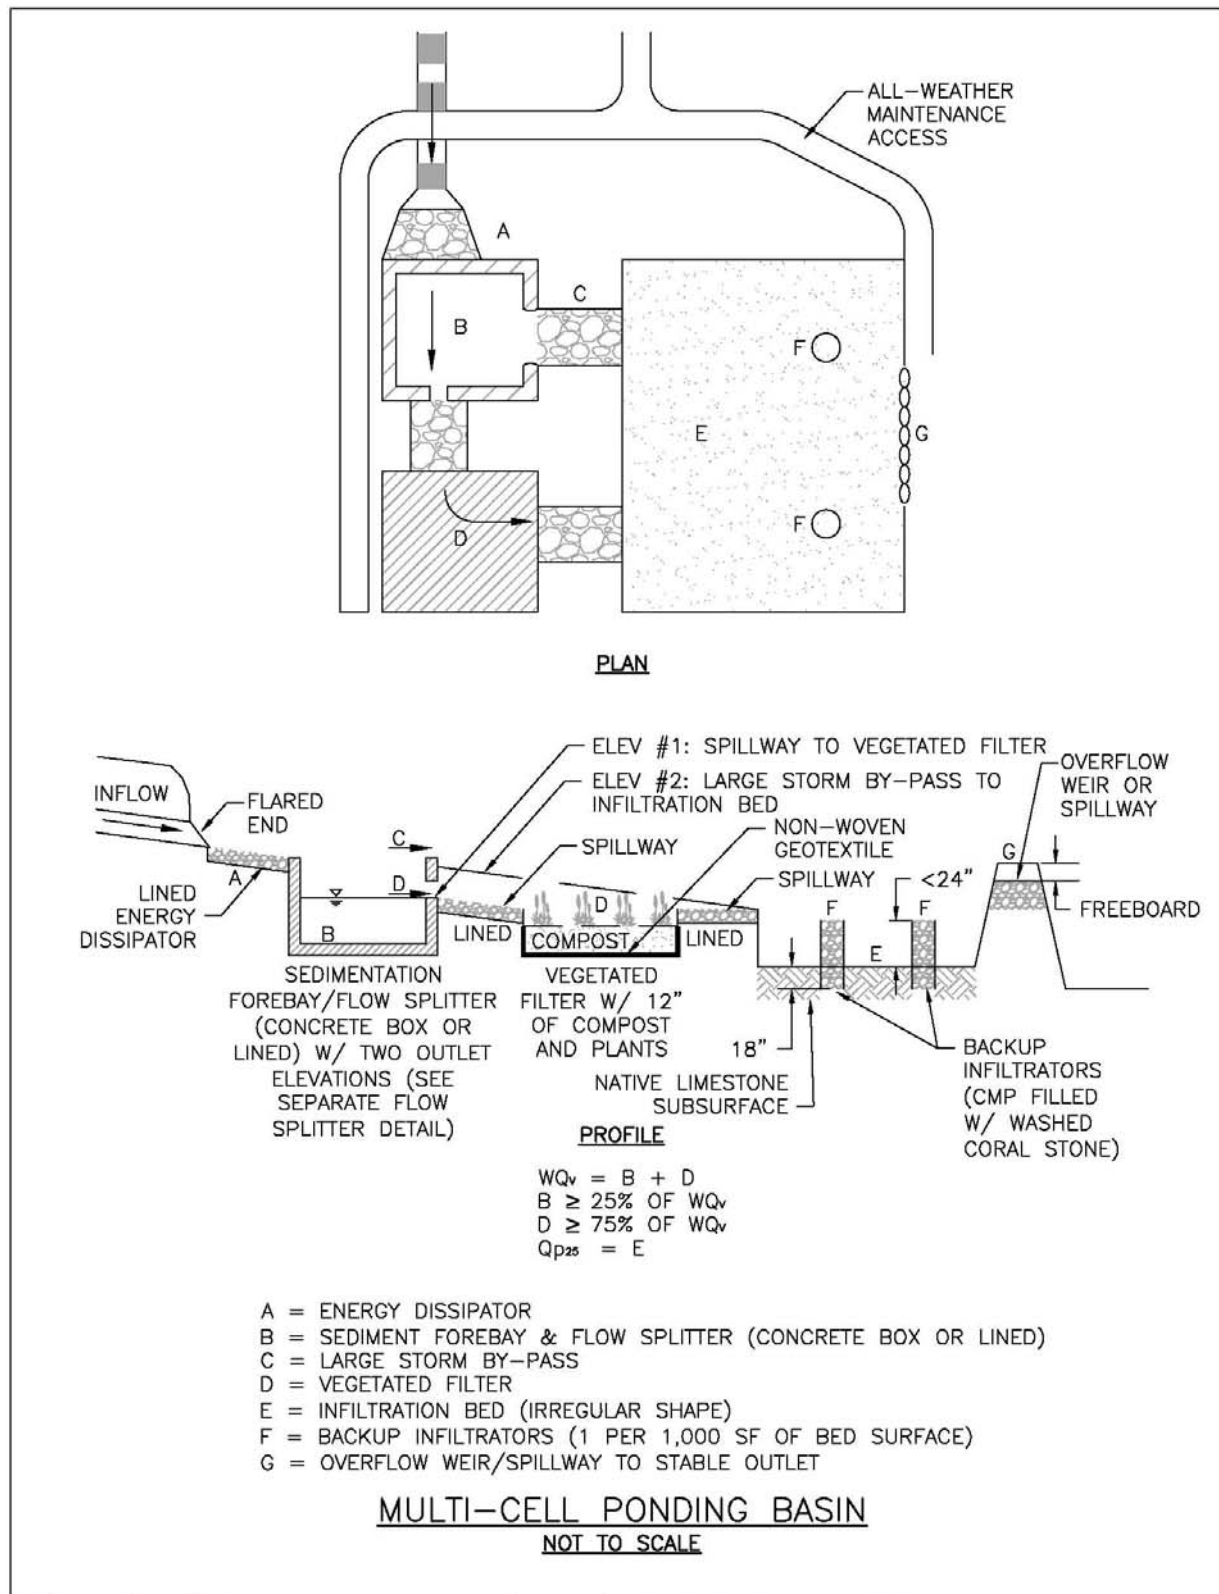 ALL-WEATHER
MAINTENANCE
ACCESS
A
C
B
F
E
G
F
D
PLAN
ELEV #1: SPILLWAY TO VEGETATED FILTER
ELEV #2: LARGE STORM BY-PASS TO
INFILTRATION BED
OVERFLOW
WEIR OR
SPILLWAY
INFLOW
FLARED
END
NON-WOVEN
GEOTEXTILE
C
SPILLWAY
G
A
D
D
SPILLWAY
<24"
FREEBOARD
LINED
ENERGY
DISSIPATOR
B
LINED
COMPOST
LINED
F
E
F
SEDIMENTATION
FOREBAY/FLOW SPLITTER
(CONCRETE BOX OR
LINED) W/ TWO OUTLET
ELEVATIONS (SEE
SEPARATE FLOW
SPLITTER DETAIL)
VEGETATED
FILTER W/ 12"
OF COMPOST
AND PLANTS
18"
NATIVE LIMESTONE
SUBSURFACE
BACKUP
INFILTRATORS
(CMP FILLED
W/ WASHED
CORAL STONE)
PROFILE
WQv = B + D
B ≥ 25% OF WQv
D ≥ 75% OF WQv
Qp25 = E
A = ENERGY DISSIPATOR
B = SEDIMENT FOREBAY & FLOW SPLITTER (CONCRETE BOX OR LINED)
C = LARGE STORM BY-PASS
D = VEGETATED FILTER
E = INFILTRATION BED (IRREGULAR SHAPE)
F = BACKUP INFILTRATORS (1 PER 1,000 SF OF BED SURFACE)
G = OVERFLOW WEIR/SPILLWAY TO STABLE OUTLET
MULTI-CELL PONDING BASIN
NOT TO SCALE